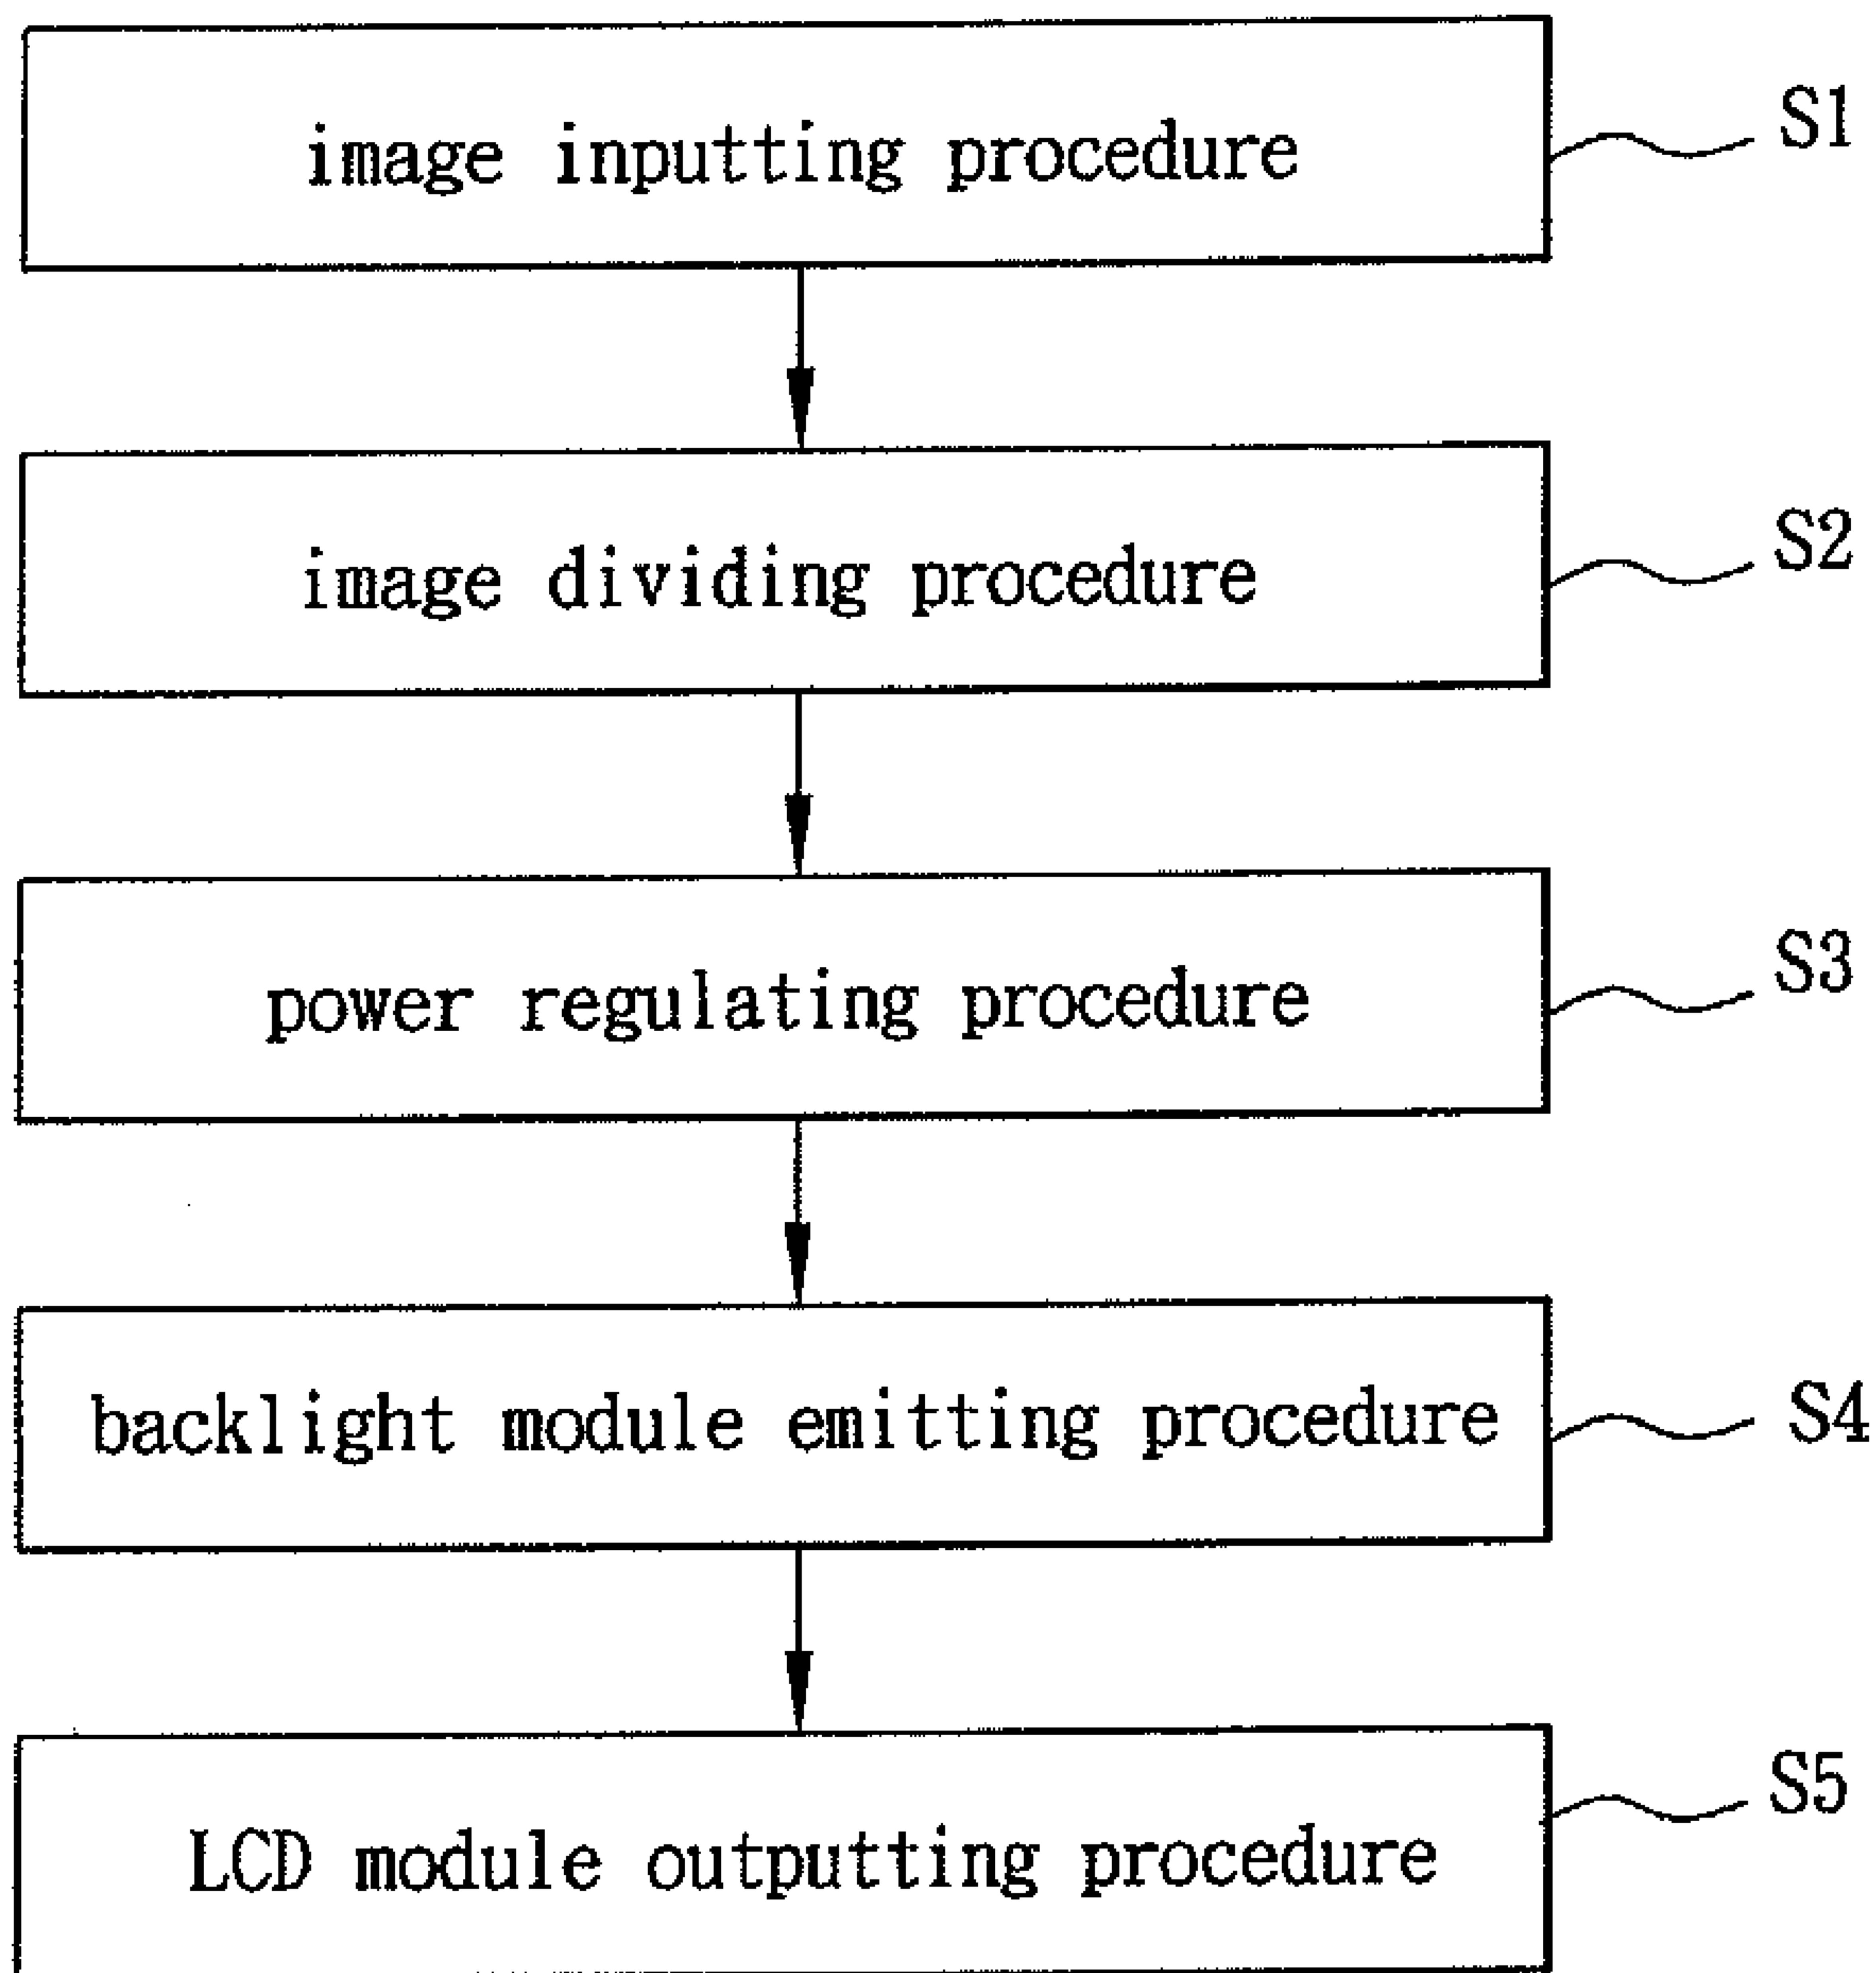 image inputting procedure
S1
image dividing procedure
S2
power regulating procedure
S3
backlight module emitting procedure
S4
LCD module outputting procedure
S5